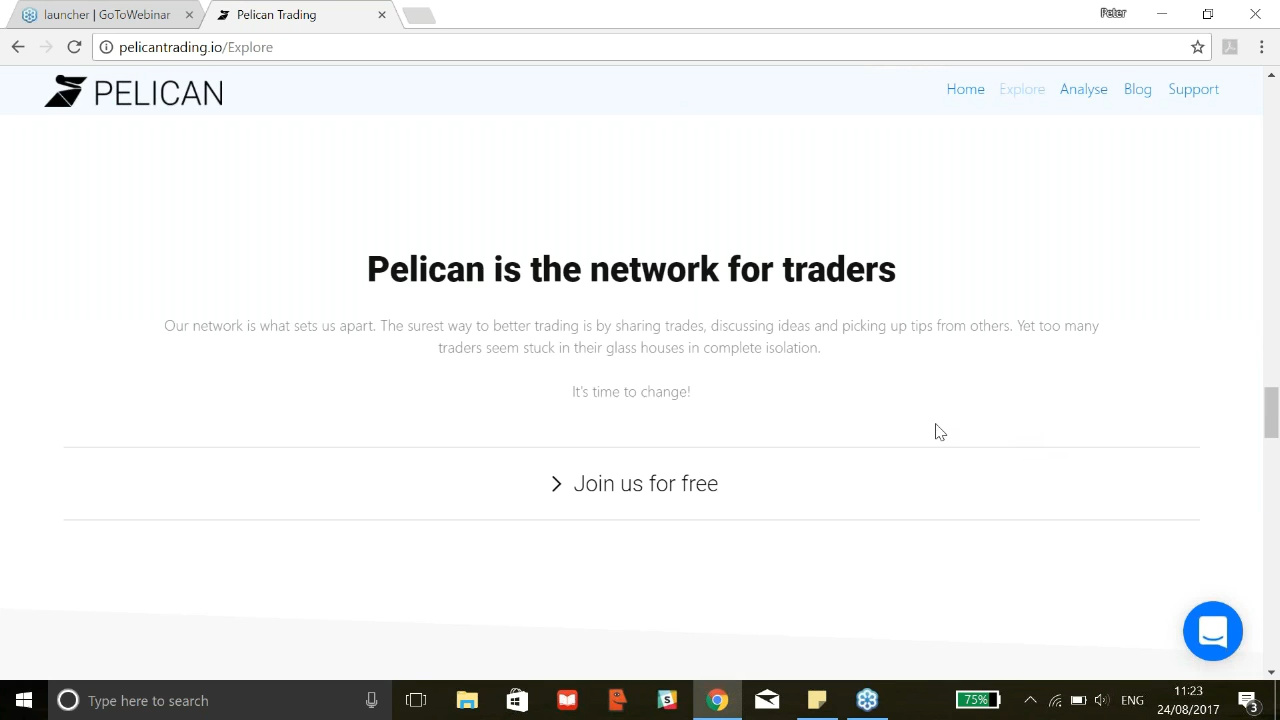 launcher | GoToWebinar
Pelican Trading
Peter
pelicantrading.io/Explore
PELICAN
Home Explore Analyse Blog Support
Pelican is the network for traders
Our network is what sets us apart. The surest way to better trading is by sharing trades, discussing ideas and picking up tips from others. Yet too many
traders seem stuck in their glass houses in complete isolation.
It's time to change!
Join us for free
Type here to search
75%
ENG
11:23
24/08/2017
3